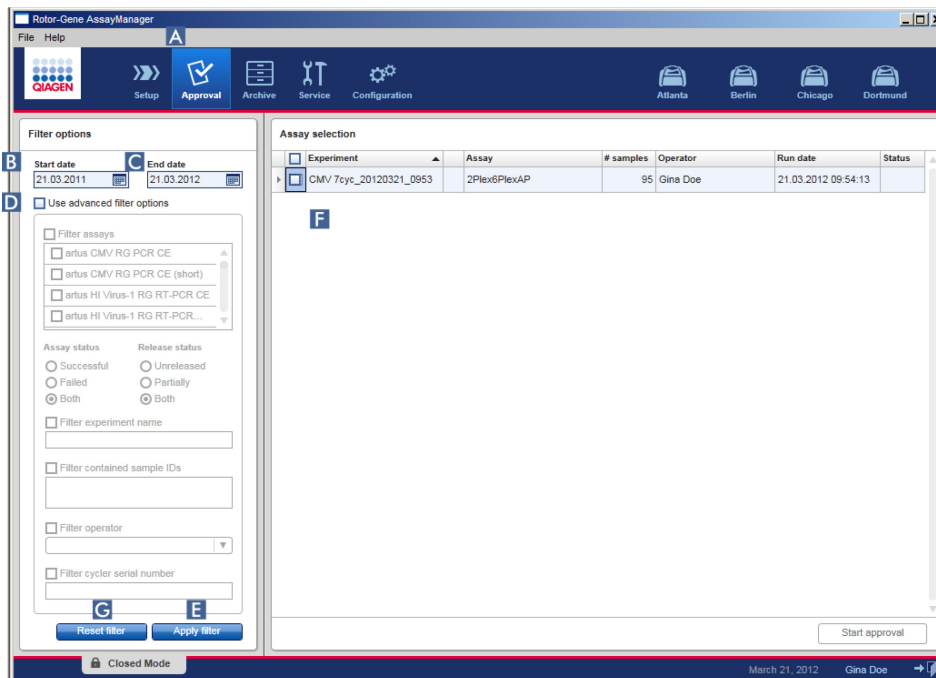 Rotor-Gene AssayManager
File Help
A
QIAGEN
Setup
Approval
Archive
Service
Configuration
Atlanta
Berlin
Chicago
Dortmund
Filter options
B
Start date
C
End date
21.03.2011
21.03.2012
D
Use advanced filter options
Filter assays
artus CMV RG PCR CE
artus CMV RG PCR CE (short)
artus HI Virus-1 RG RT-PCR CE
artus HI Virus-1 RG RT-PCR...
Assay status Release status
Successful Unreleased
Failed Partially
Both Both
Filter experiment name
Filter contained sample IDs
Filter operator
Filter cycler serial number
G
E
Reset filter
Apply filter
Assay selection
Experiment Assay # samples Operator Run date Status
CMV 7cyc_20120321_0953 2Plex6PlexAP 95 Gina Doe 21.03.2012 09:54:13
F
Start approval
Closed Mode
March 21, 2012 Gina Doe